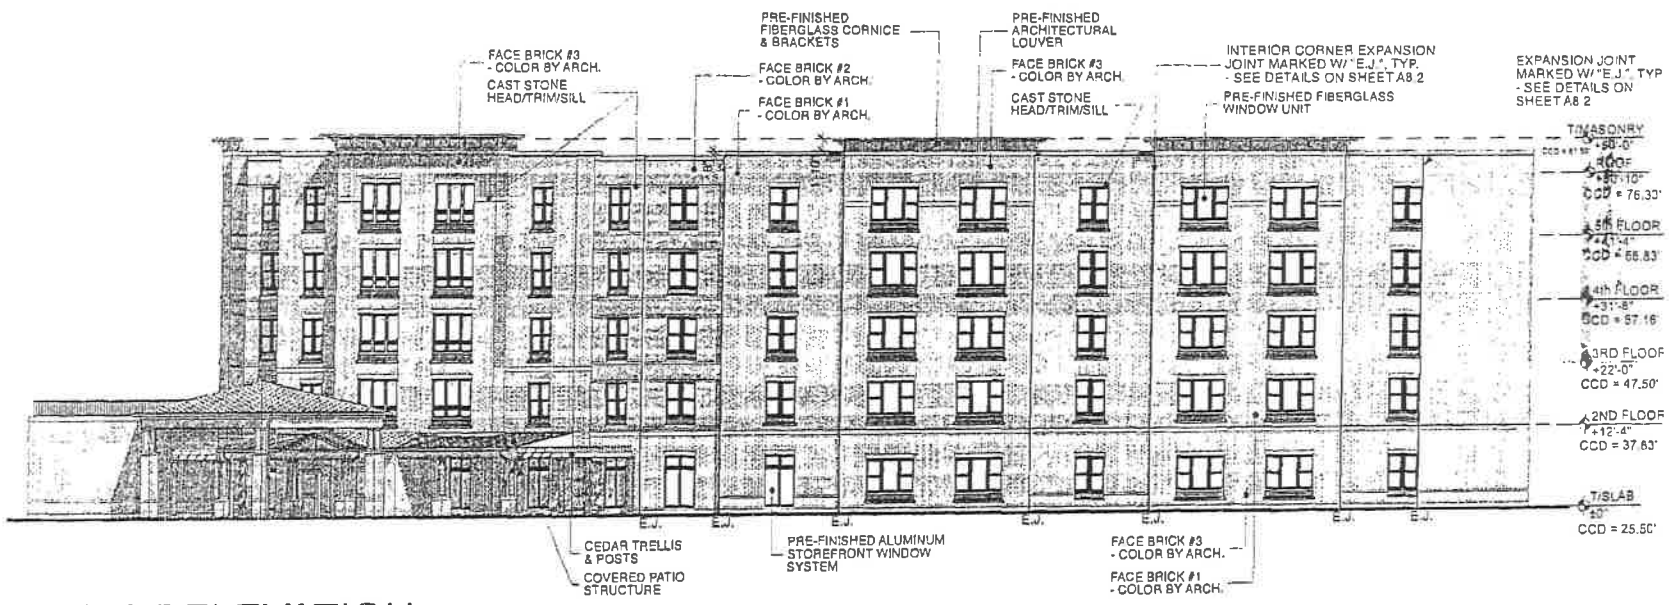 PRE-FINISHED
FIBERGLASS CORNICE
& BRACKETS
PRE-FINISHED
ARCHITECTURAL
LOUVER
FACE BRICK #3
- COLOR BY ARCH.
CAST STONE
HEAD/TRIM/SILL
FACE BRICK #2
- COLOR BY ARCH.
FACE BRICK #1
- COLOR BY ARCH.
FACE BRICK #3
- COLOR BY ARCH.
CAST STONE
HEAD/TRIM/SILL
INTERIOR CORNER EXPANSION
JOINT MARKED W/ "E.J.", TYP.
- SEE DETAILS ON SHEET A8.2
PRE-FINISHED FIBERGLASS
WINDOW UNIT
EXPANSION JOINT
MARKED W/ "E.J.", TYP
- SEE DETAILS ON
SHEET A8.2
T/MASONRY
ROOF
CCD = 76.33'
5th FLOOR
+41'-4"
CCD = 66.83'
4th FLOOR
+31'-8"
CCD = 57.16'
3RD FLOOR
+22'-0"
CCD = 47.50'
2ND FLOOR
+12'-4"
CCD = 37.83'
T/SLAB
±0"
CCD = 25.50'
E.J.
E.J.
E.J.
E.J.
E.J.
E.J.
E.J.
CEDAR TRELLIS
& POSTS
COVERED PATIO
STRUCTURE
PRE-FINISHED ALUMINUM
STOREFRONT WINDOW
SYSTEM
FACE BRICK #3
- COLOR BY ARCH.
FACE BRICK #1
- COLOR BY ARCH.